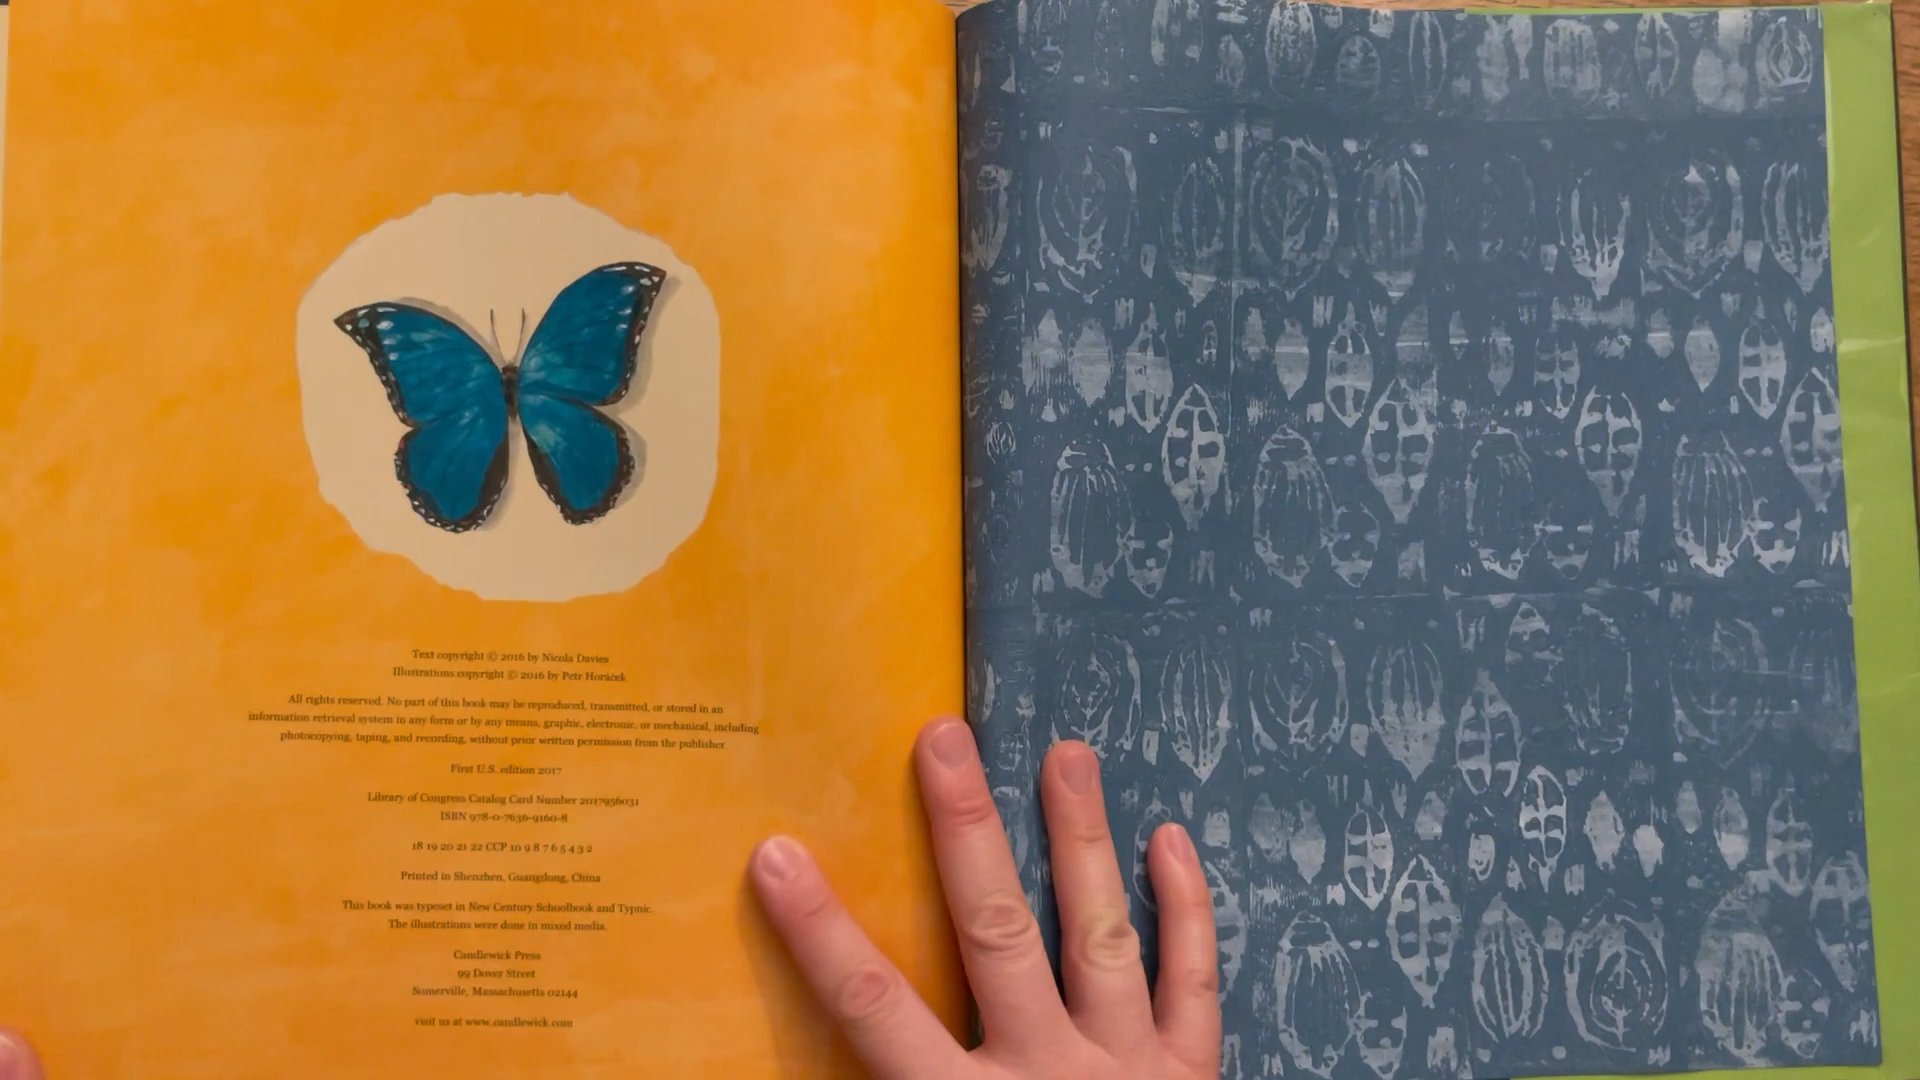 Text copyright © 2016 by Nicola Davies
Illustrations copyright © 2016 by Petr Horáček
All rights reserved. No part of this book may be reproduced, transmitted, or stored in an
information retrieval system in any form or by any means, graphic, electronic, or mechanical, including
photocopying, taping, and recording, without prior written permission from the publisher.
First U.S. edition 2017
Library of Congress Catalog Card Number 2017956031
ISBN 978-0-7636-9160-8
18 19 20 21 22 CCP 10 9 8 7 6 5 4 3 2
Printed in Shenzhen, Guangdong, China
This book was typeset in New Century Schoolbook and Typnic.
The illustrations were done in mixed media.
Candlewick Press
99 Dover Street
Somerville, Massachusetts 02144
visit us at www.candlewick.com